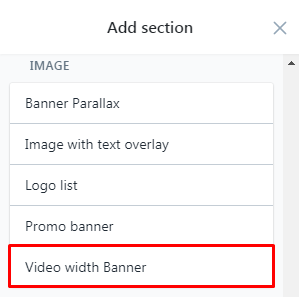 Add section
IMAGE
Banner Parallax
Image with text overlay
Logo list
Promo banner
Video width Banner